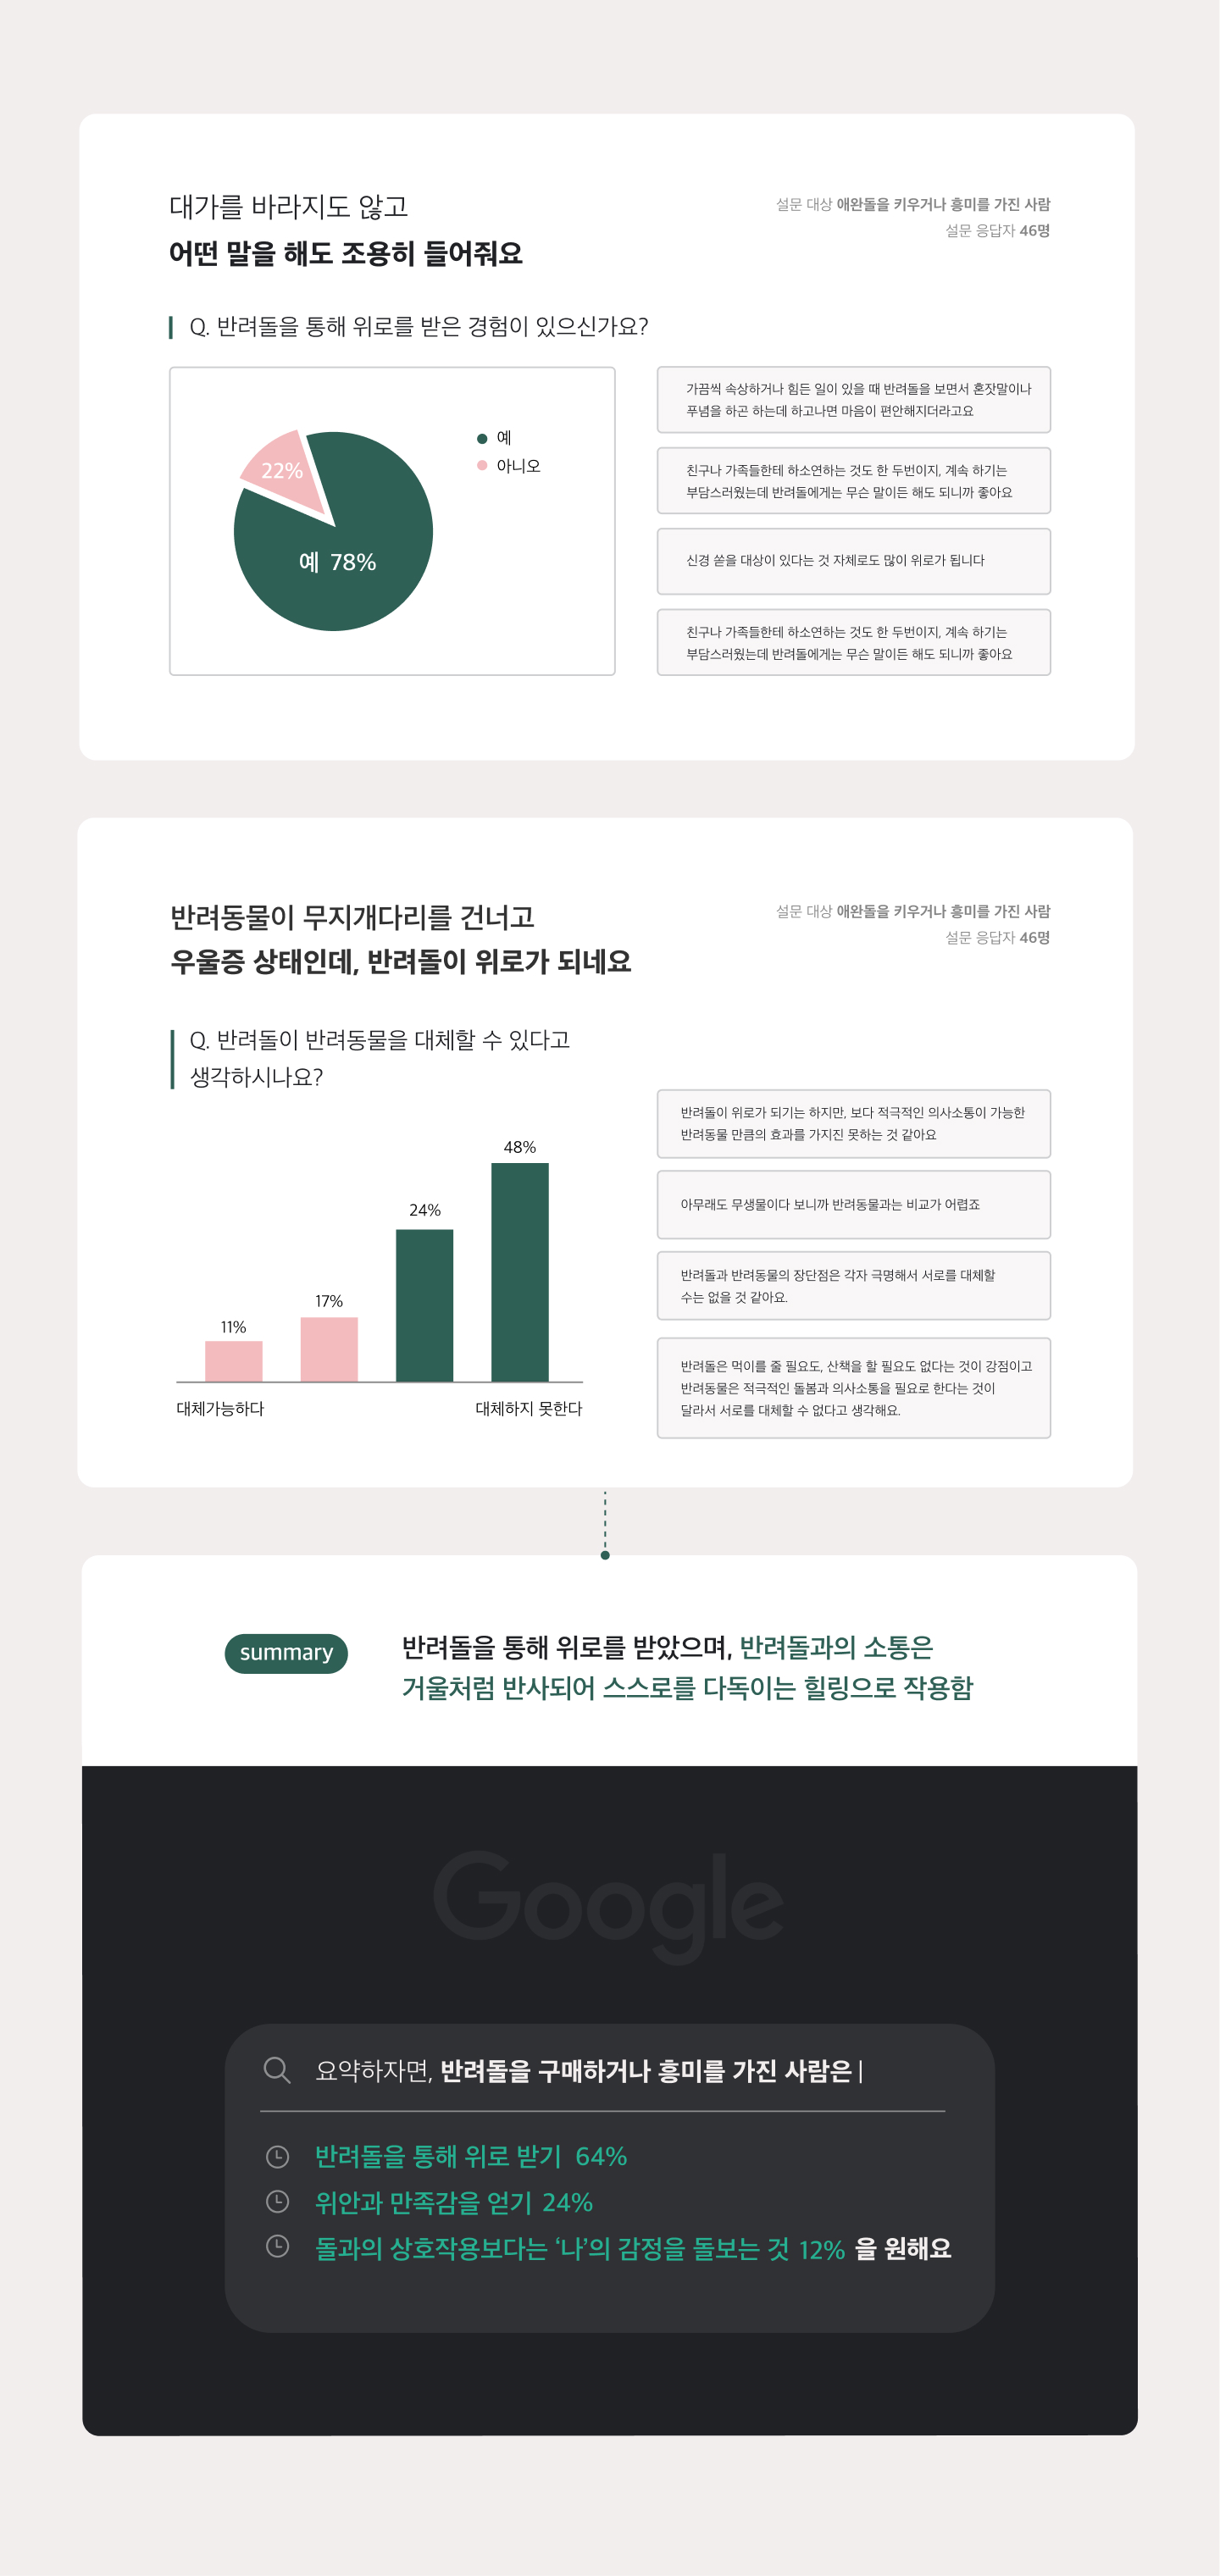 대가를 바라지도 않고
어떤 말을 해도 조용히 들어줘요
설문 대상 애완돌을 키우거나 흥미를 가진 사람
설문 응답자 46명
Q. 반려돌을 통해 위로를 받은 경험이 있으신가요?
22%
예 78%
예
아니오
가끔씩 속상하거나 힘든 일이 있을 때 반려돌을 보면서 혼잣말이나
푸념을 하곤 하는데 하고나면 마음이 편안해지더라고요
친구나 가족들한테 하소연하는 것도 한 두번이지, 계속 하기는
부담스러웠는데 반려돌에게는 무슨 말이든 해도 되니까 좋아요
신경 쏟을 대상이 있다는 것 자체로도 많이 위로가 됩니다
친구나 가족들한테 하소연하는 것도 한 두번이지, 계속 하기는
부담스러웠는데 반려돌에게는 무슨 말이든 해도 되니까 좋아요
반려동물이 무지개다리를 건너고
우울증 상태인데, 반려돌이 위로가 되네요
설문 대상 애완돌을 키우거나 흥미를 가진 사람
설문 응답자 46명
Q. 반려돌이 반려동물을 대체할 수 있다고
생각하시나요?
11%
17%
24%
48%
대체가능하다
대체하지 못한다
반려돌이 위로가 되기는 하지만, 보다 적극적인 의사소통이 가능한
반려동물 만큼의 효과를 가지진 못하는 것 같아요
아무래도 무생물이다 보니까 반려동물과는 비교가 어렵죠
반려돌과 반려동물의 장단점은 각자 극명해서 서로를 대체할
수는 없을 것 같아요.
반려돌은 먹이를 줄 필요도, 산책을 할 필요도 없다는 것이 강점이고
반려동물은 적극적인 돌봄과 의사소통을 필요로 한다는 것이
달라서 서로를 대체할 수 없다고 생각해요.
summary
반려돌을 통해 위로를 받았으며, 반려돌과의 소통은
거울처럼 반사되어 스스로를 다독이는 힐링으로 작용함
Google
요약하자면, 반려돌을 구매하거나 흥미를 가진 사람은|
반려돌을 통해 위로 받기 64%
위안과 만족감을 얻기 24%
돌과의 상호작용보다는 ‘나’의 감정을 돌보는 것 12% 을 원해요